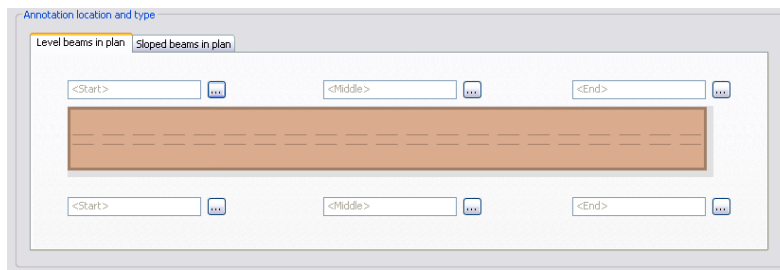 Annotation location and type
Level beams in plan Sloped beams in plan
<Start> ... <Middle> ... <End> ...
<Start> ... <Middle> ... <End> ...